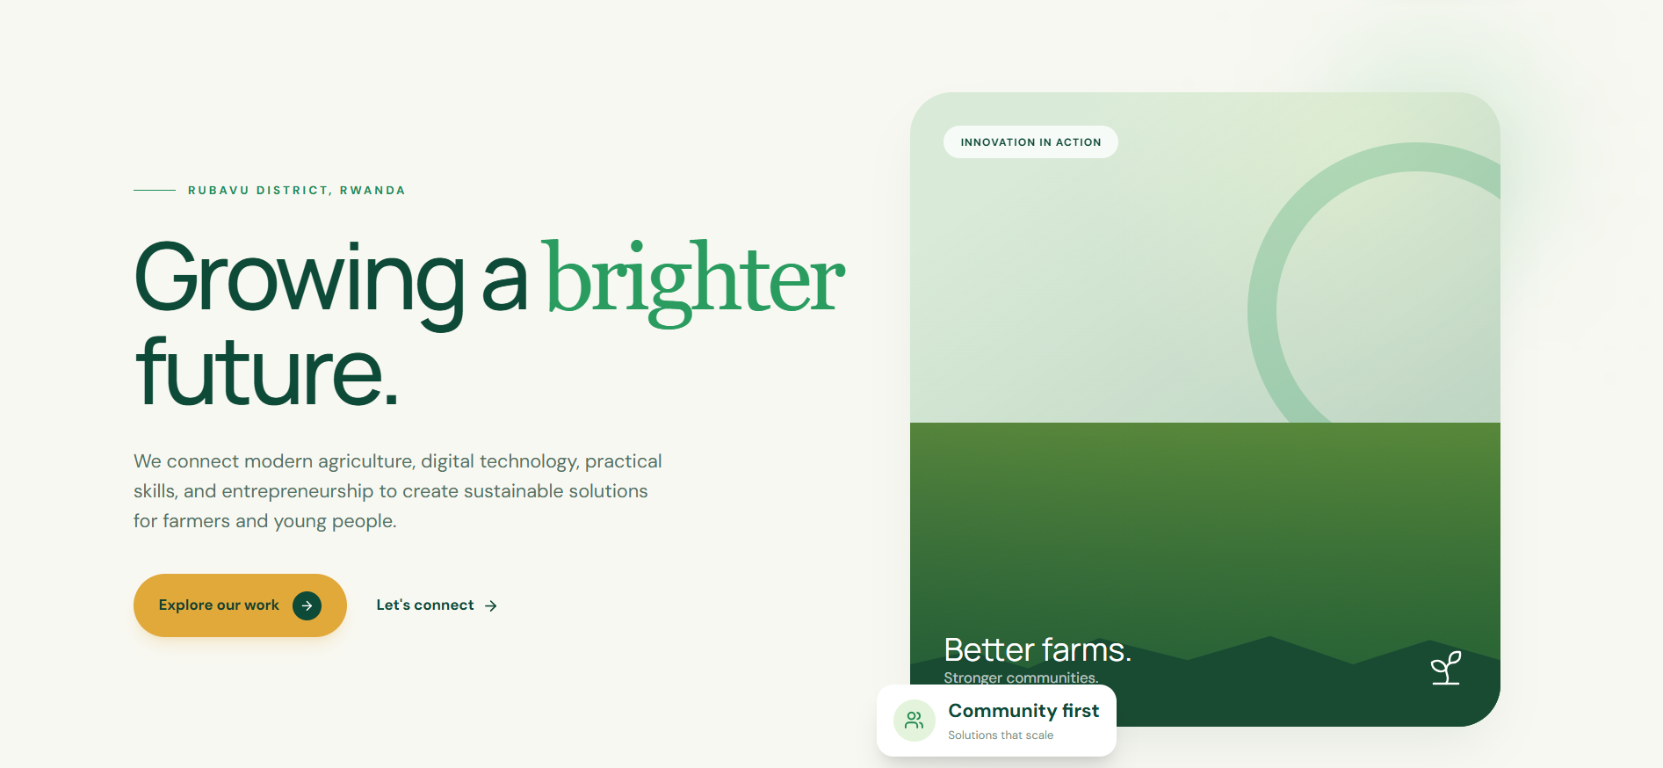 RUBAVU DISTRICT, RWANDA
Growing a brighter
future.
We connect modern agriculture, digital technology, practical
skills, and entrepreneurship to create sustainable solutions
for farmers and young people.
Explore our work
Let's connect
INNOVATION IN ACTION
Better farms.
Stronger communities.
Community first
Solutions that scale